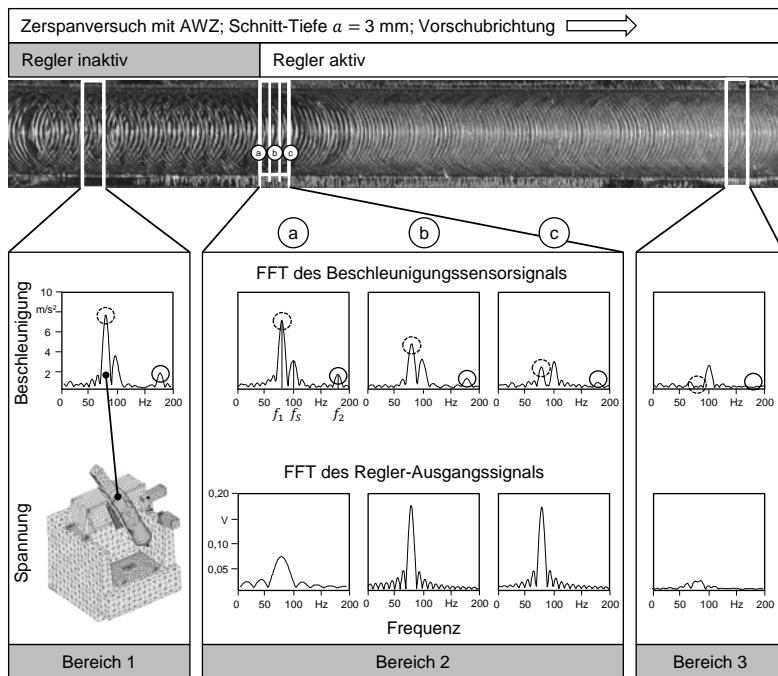 Zerspanversuch mit AWZ; Schnitt-Tiefe a = 3 mm; Vorschubrichtung
Regler inaktiv
Regler aktiv
a
b
c
a
b
c
FFT des Beschleunigungssensorsignals
Beschleunigung
10
m/s²
6
4
2
0
50
100
Hz
200
0
50
100
Hz
200
f₁
fS
f₂
0
50
100
Hz
200
0
50
100
Hz
200
0
50
100
Hz
200
FFT des Regler-Ausgangssignals
Spannung
0,20
V
0,10
0,05
0
50
100
Hz
200
0
50
100
Hz
200
0
50
100
Hz
200
0
50
100
Hz
200
Frequenz
Bereich 1
Bereich 2
Bereich 3